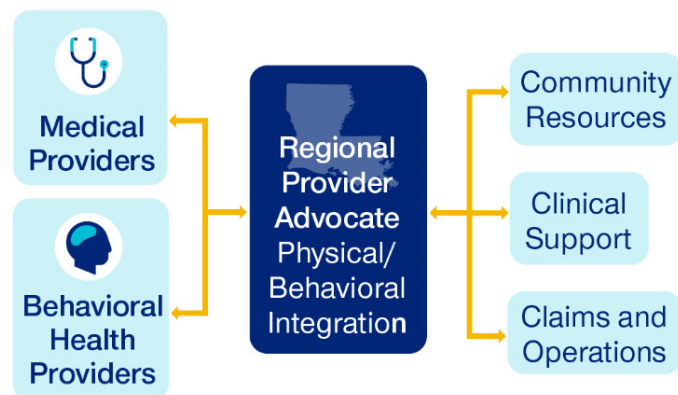 Medical
Providers
Behavioral
Health
Providers
Regional
Provider
Advocate
Physical/
Behavioral
Integration
Community
Resources
Clinical
Support
Claims and
Operations